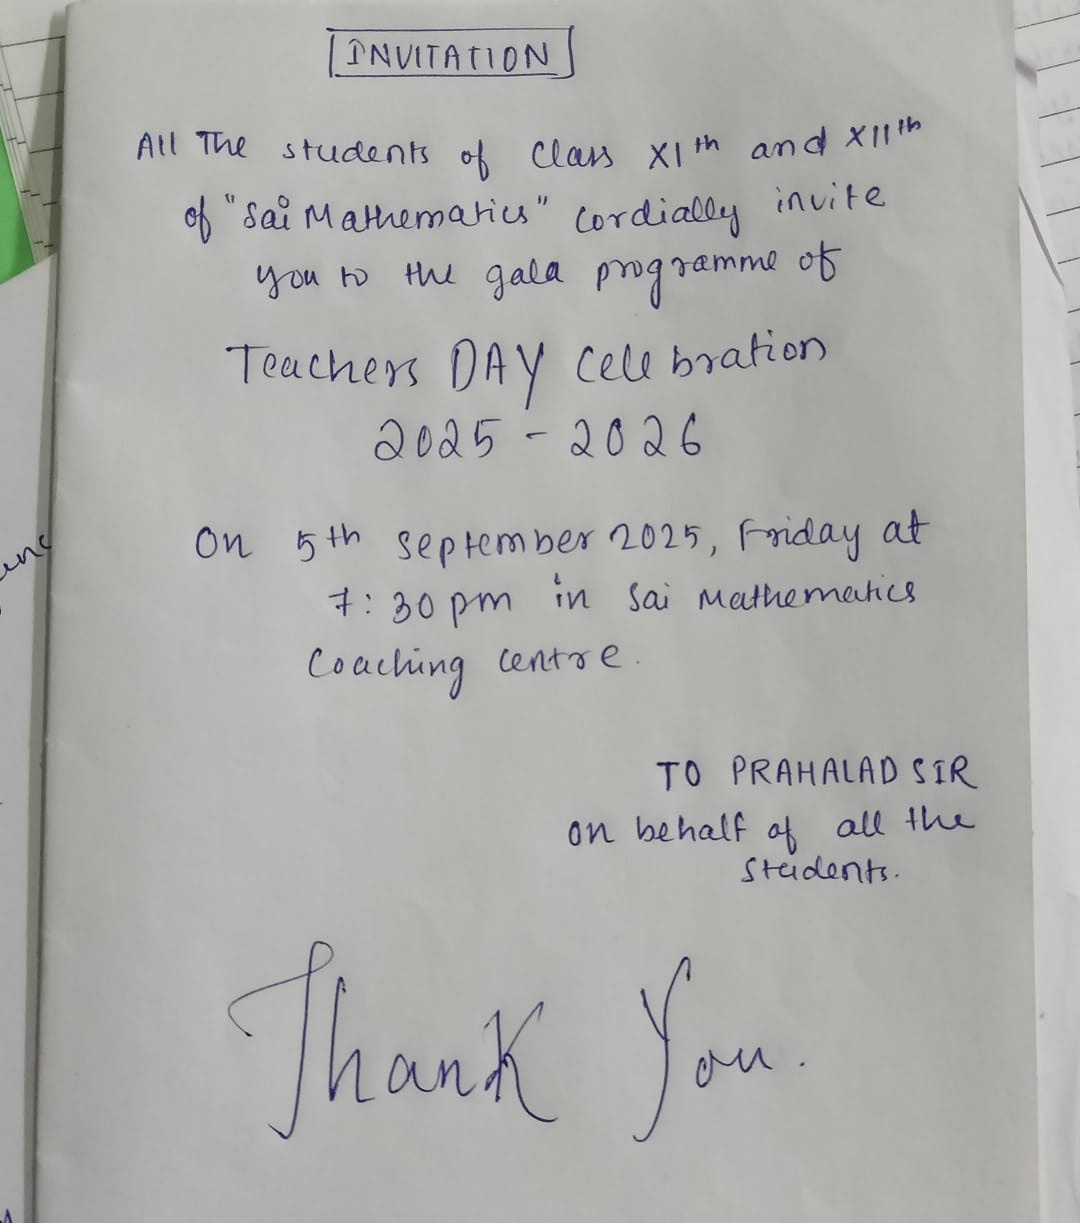 INVITATION
All The students of Class XIth and XIIth
of "Sai Mathematics" Cordially invite
you to the gala programme of
Teachers DAY Celebration
2025 - 2026
On 5th September 2025, Friday at
7:30 pm in Sai Mathematics
Coaching Centre.
TO PRAHALAD SIR
on behalf of all the
Students.
Thank You.